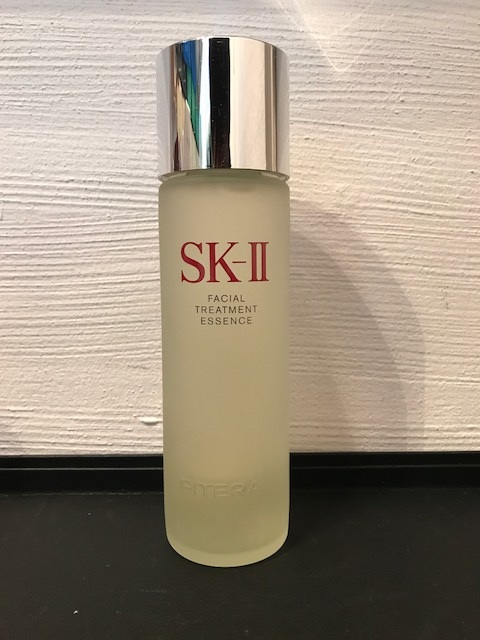 SK-II
FACIAL
TREATMENT
ESSENCE
PITERA